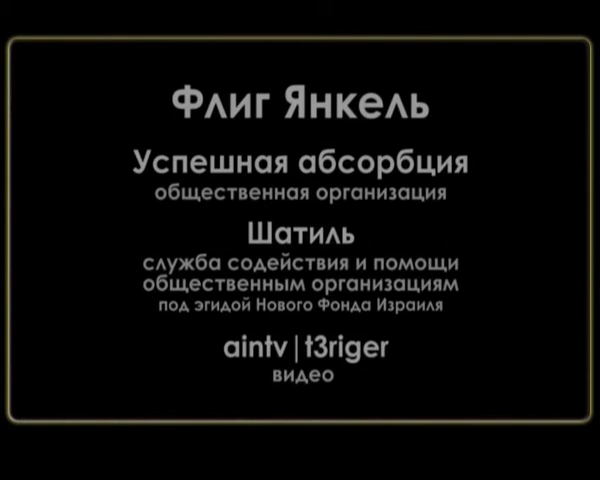 Флиг Янкель
Успешная абсорбция
общественная организация
Шатиль
служба содействия и помощи
общественным организациям
под эгидой Нового Фонда Израиля
aintv|t3riger
видео